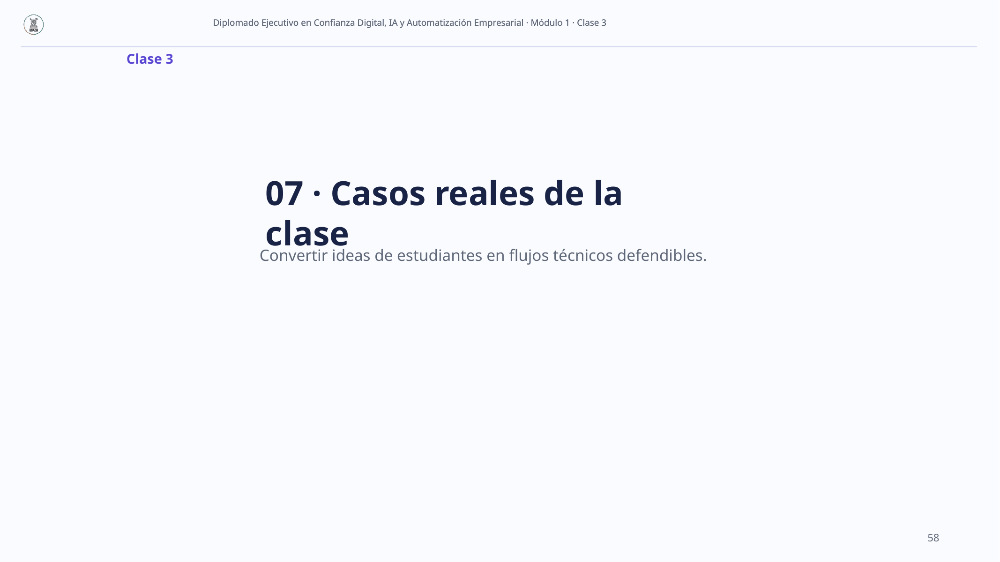 USACH
Diplomado Ejecutivo en Confianza Digital, IA y Automatización Empresarial · Módulo 1 · Clase 3
Clase 3
07 · Casos reales de la
clase
Convertir ideas de estudiantes en flujos técnicos defendibles.
58